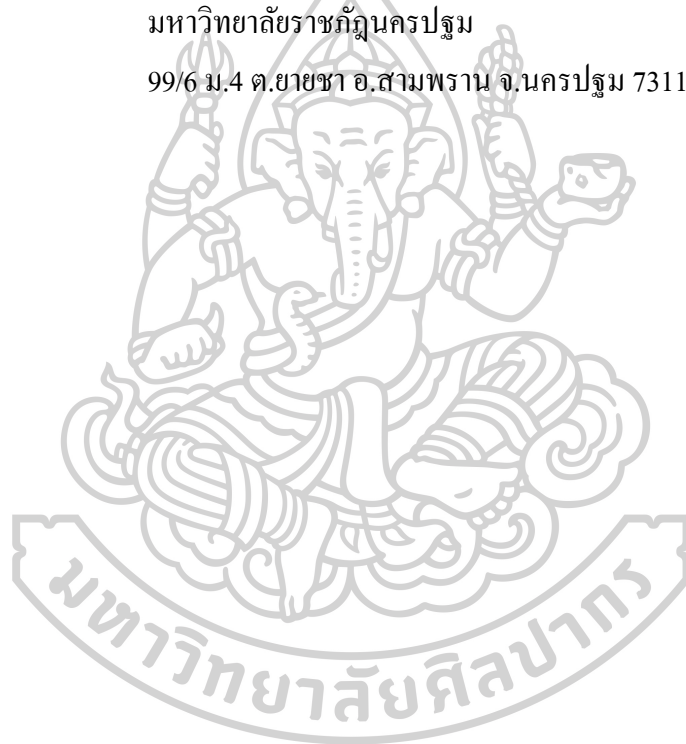 มหาวิทยาลัยราชภัฎนครปฐม
99/6 ม.4 ต.ยายชา อ.สามพราน จ.นครปฐม 7311
มหาวิทยาลัยศิลปากร